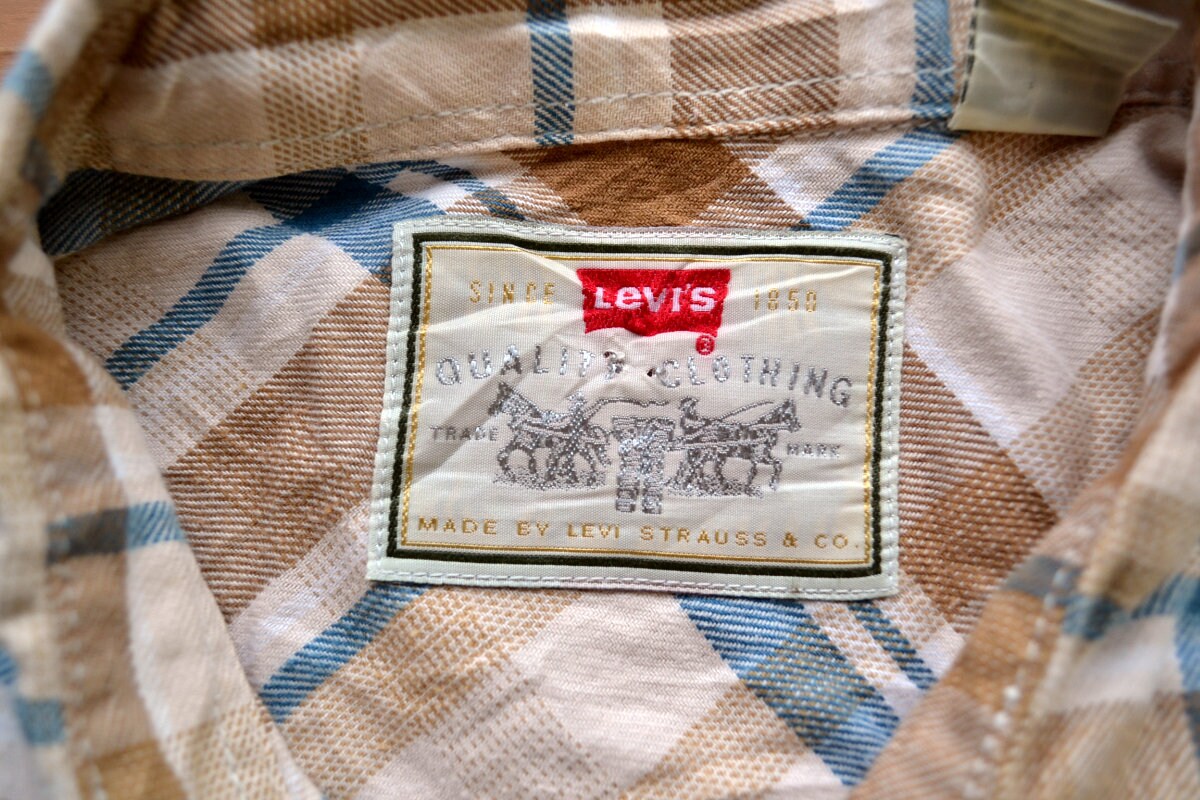 SINCE LEVI'S 1850
®
QUALITY CLOTHING
TRADE MARK
MADE BY LEVI STRAUSS & CO.